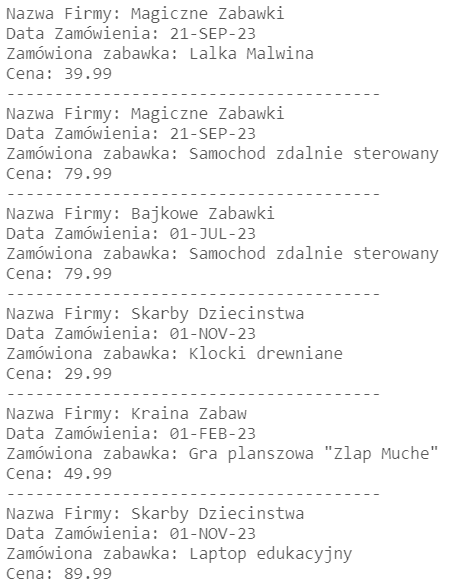 Nazwa Firmy: Magiczne Zabawki
Data Zamówienia: 21-SEP-23
Zamówiona zabawka: Lalka Malwina
Cena: 39.99
---------------------------------------
Nazwa Firmy: Magiczne Zabawki
Data Zamówienia: 21-SEP-23
Zamówiona zabawka: Samochod zdalnie sterowany
Cena: 79.99
---------------------------------------
Nazwa Firmy: Bajkowe Zabawki
Data Zamówienia: 01-JUL-23
Zamówiona zabawka: Samochod zdalnie sterowany
Cena: 79.99
---------------------------------------
Nazwa Firmy: Skarby Dziecinstwa
Data Zamówienia: 01-NOV-23
Zamówiona zabawka: Klocki drewniane
Cena: 29.99
---------------------------------------
Nazwa Firmy: Kraina Zabaw
Data Zamówienia: 01-FEB-23
Zamówiona zabawka: Gra planszowa "Zlap Muche"
Cena: 49.99
---------------------------------------
Nazwa Firmy: Skarby Dziecinstwa
Data Zamówienia: 01-NOV-23
Zamówiona zabawka: Laptop edukacyjny
Cena: 89.99